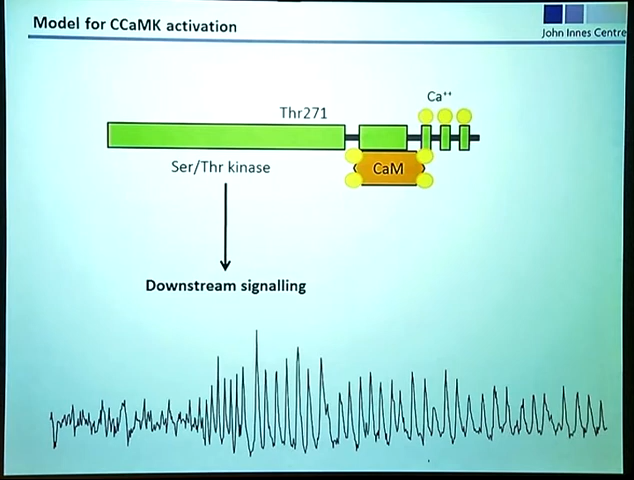 Model for CCaMK activation
John Innes Centre
Ca++
Thr271
Ser/Thr kinase
CaM
Downstream signalling